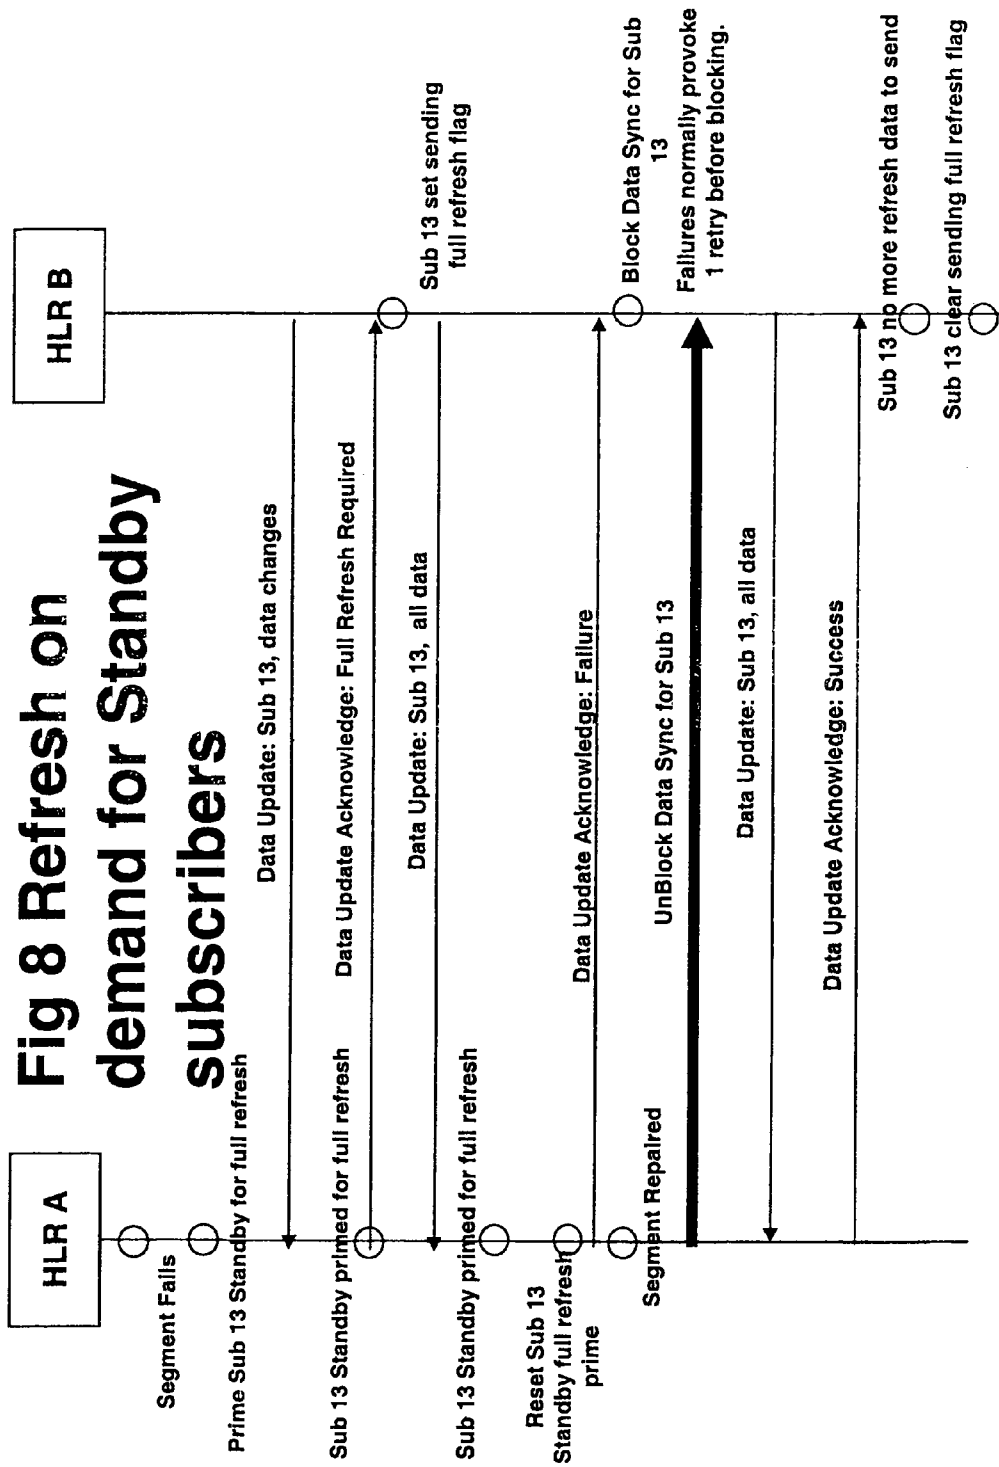 Fig 8 Refresh on
demand for Standby
subscribers
HLR A
HLR B
Segment Fails
Prime Sub 13 Standby for full refresh
Data Update: Sub 13, data changes
Sub 13 Standby primed for full refresh
Data Update Acknowledge: Full Refresh Required
Sub 13 set sending
full refresh flag
Data Update: Sub 13, all data
Sub 13 Standby primed for full refresh
Reset Sub 13
Standby full refresh
prime
Data Update Acknowledge: Failure
Block Data Sync for Sub
13
Segment Repaired
UnBlock Data Sync for Sub 13
Failures normally provoke
1 retry before blocking.
Data Update: Sub 13, all data
Data Update Acknowledge: Success
Sub 13 no more refresh data to send
Sub 13 clear sending full refresh flag